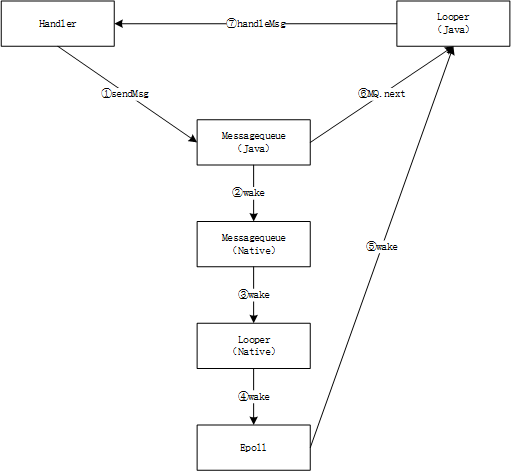 Handler
⑦handleMsg
Looper
（Java）
①sendMsg
⑥MQ.next
Messagequeue
（Java）
②wake
Messagequeue
（Native）
⑤wake
③wake
Looper
（Native）
④wake
Epoll